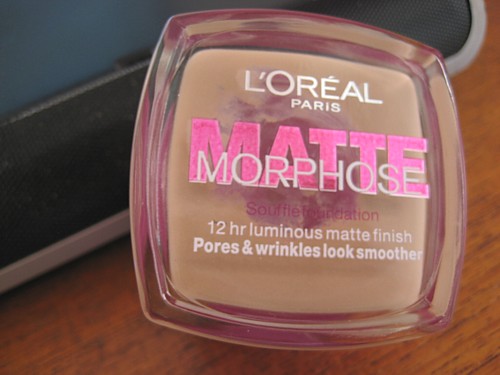 L'ORÉAL
PARIS
MATTE
MORPHOSE
Soufflé foundation
12 hr luminous matte finish
Pores & wrinkles look smoother